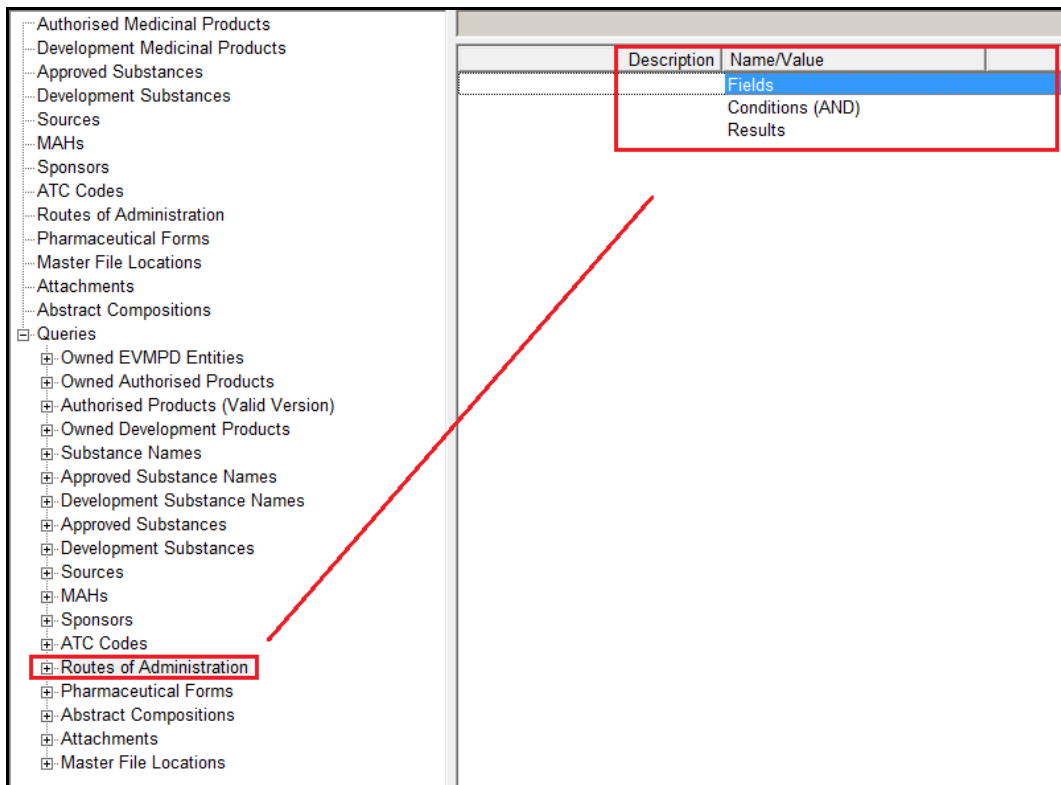 Authorised Medicinal Products
Development Medicinal Products
Approved Substances
Development Substances
Sources
MAHs
Sponsors
ATC Codes
Routes of Administration
Pharmaceutical Forms
Master File Locations
Attachments
Abstract Compositions
Queries
Owned EVMPD Entities
Owned Authorised Products
Authorised Products (Valid Version)
Owned Development Products
Substance Names
Approved Substance Names
Development Substance Names
Approved Substances
Development Substances
Sources
MAHs
Sponsors
ATC Codes
Routes of Administration
Pharmaceutical Forms
Abstract Compositions
Attachments
Master File Locations
Description Name/Value
Fields
Conditions (AND)
Results